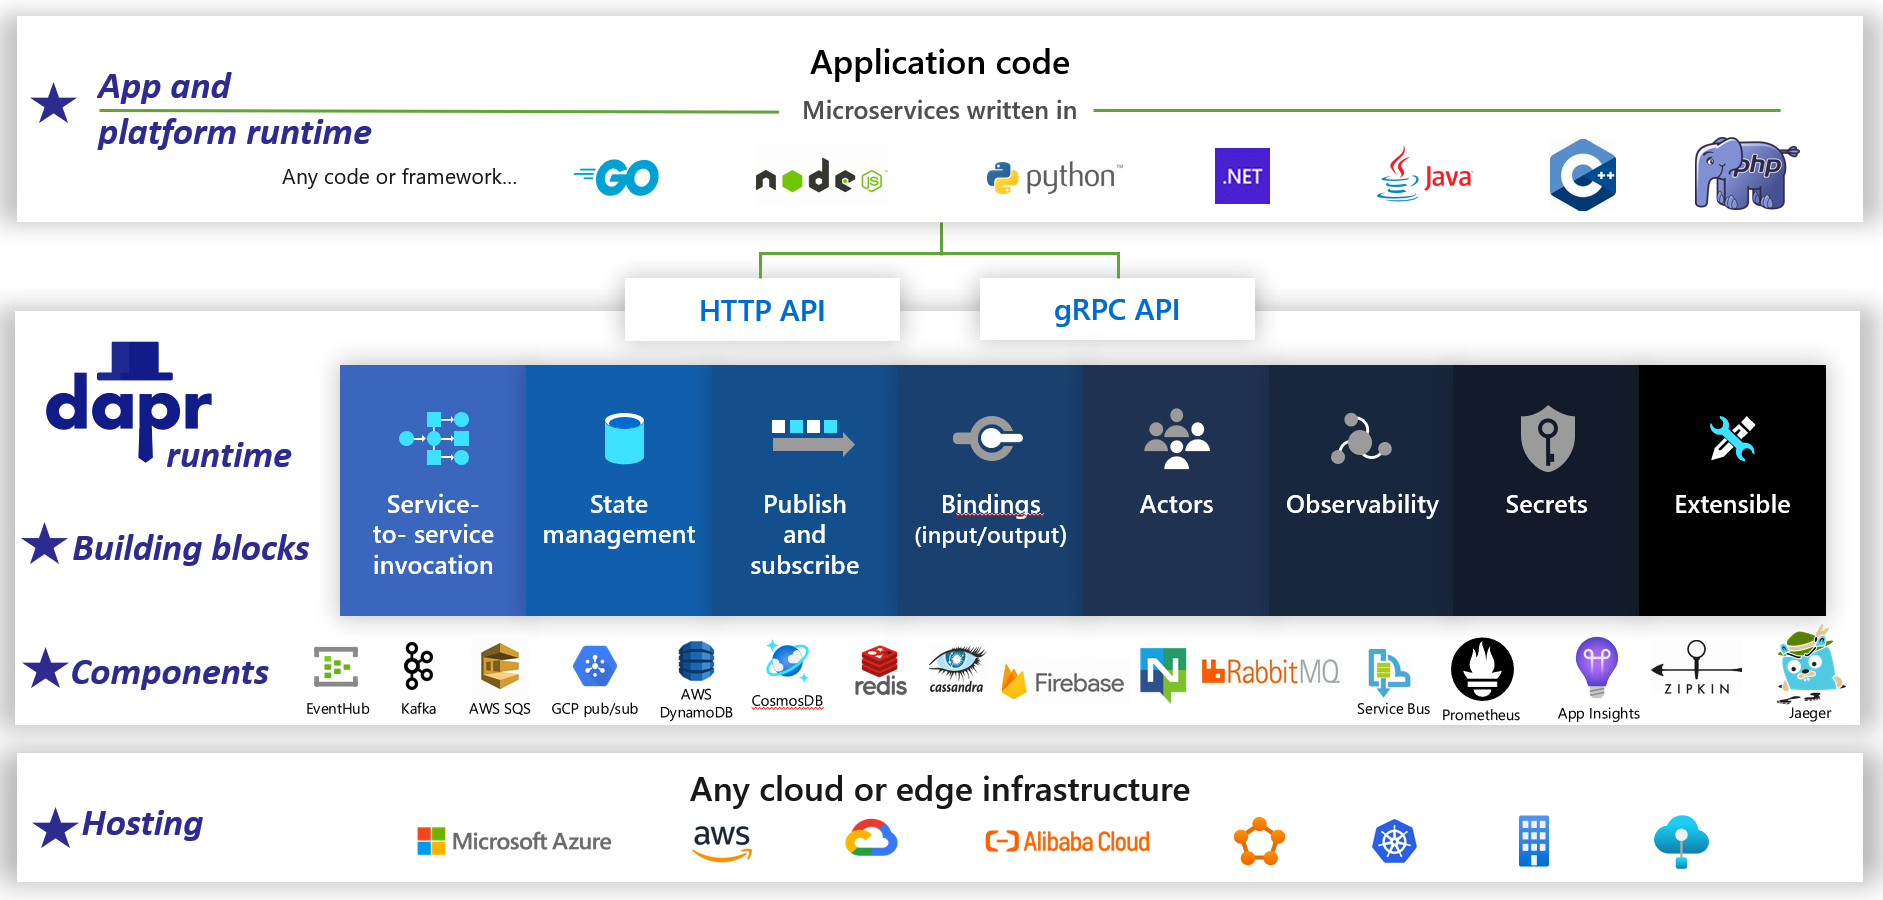 Application code
App and
platform runtime
Microservices written in
Any code or framework...
GO
node
JS
python™
.NET
Java
C++
php
HTTP API
gRPC API
dapr
runtime
Building blocks
Service-
to- service
invocation
State
management
Publish
and
subscribe
Bindings
(input/output)
Actors
Observability
Secrets
Extensible
Components
EventHub
Kafka
AWS SQS
GCP pub/sub
AWS
DynamoDB
CosmosDB
redis
cassandra
Firebase
N
RabbitMQ
Service Bus
Prometheus
App Insights
ZIPKIN
Jaeger
Any cloud or edge infrastructure
Hosting
Microsoft Azure
aws
Alibaba Cloud